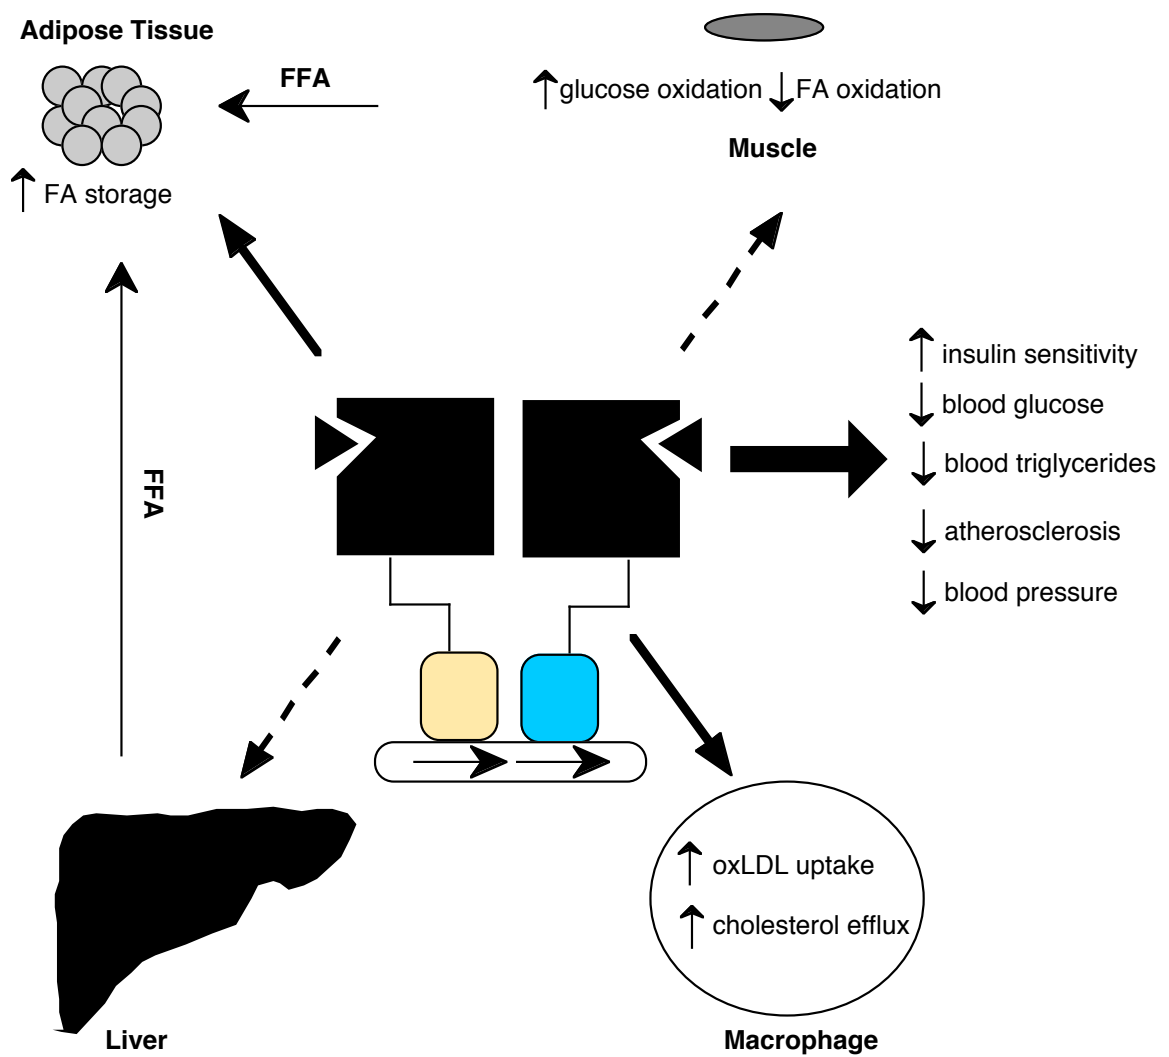 Adipose Tissue
FFA
↑ glucose oxidation ↓ FA oxidation
Muscle
↑ FA storage
FFA
↑ insulin sensitivity
↓ blood glucose
↓ blood triglycerides
↓ atherosclerosis
↓ blood pressure
↑ oxLDL uptake
↑ cholesterol efflux
Liver
Macrophage